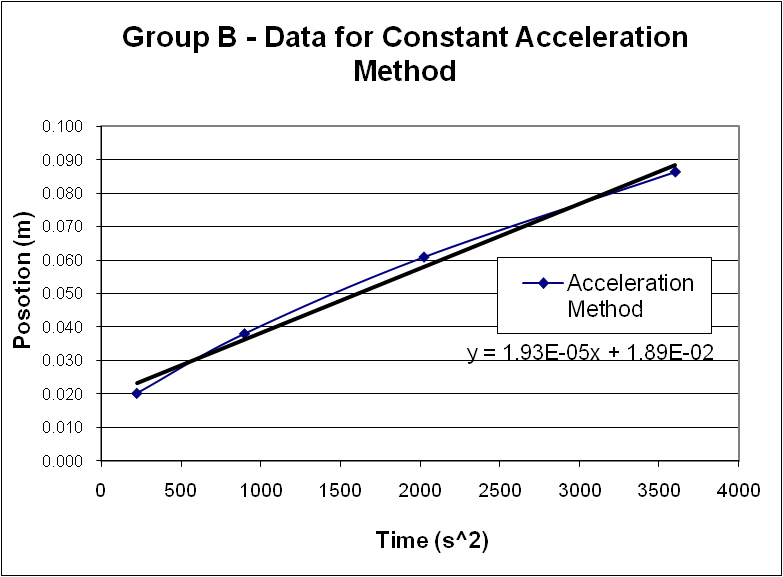 Group B - Data for Constant Acceleration
Method
Posotion (m)
0.100
0.090
0.080
0.070
0.060
0.050
0.040
0.030
0.020
0.010
0.000
Acceleration
Method
y = 1.93E-05x + 1.89E-02
0 500 1000 1500 2000 2500 3000 3500 4000
Time (s^2)